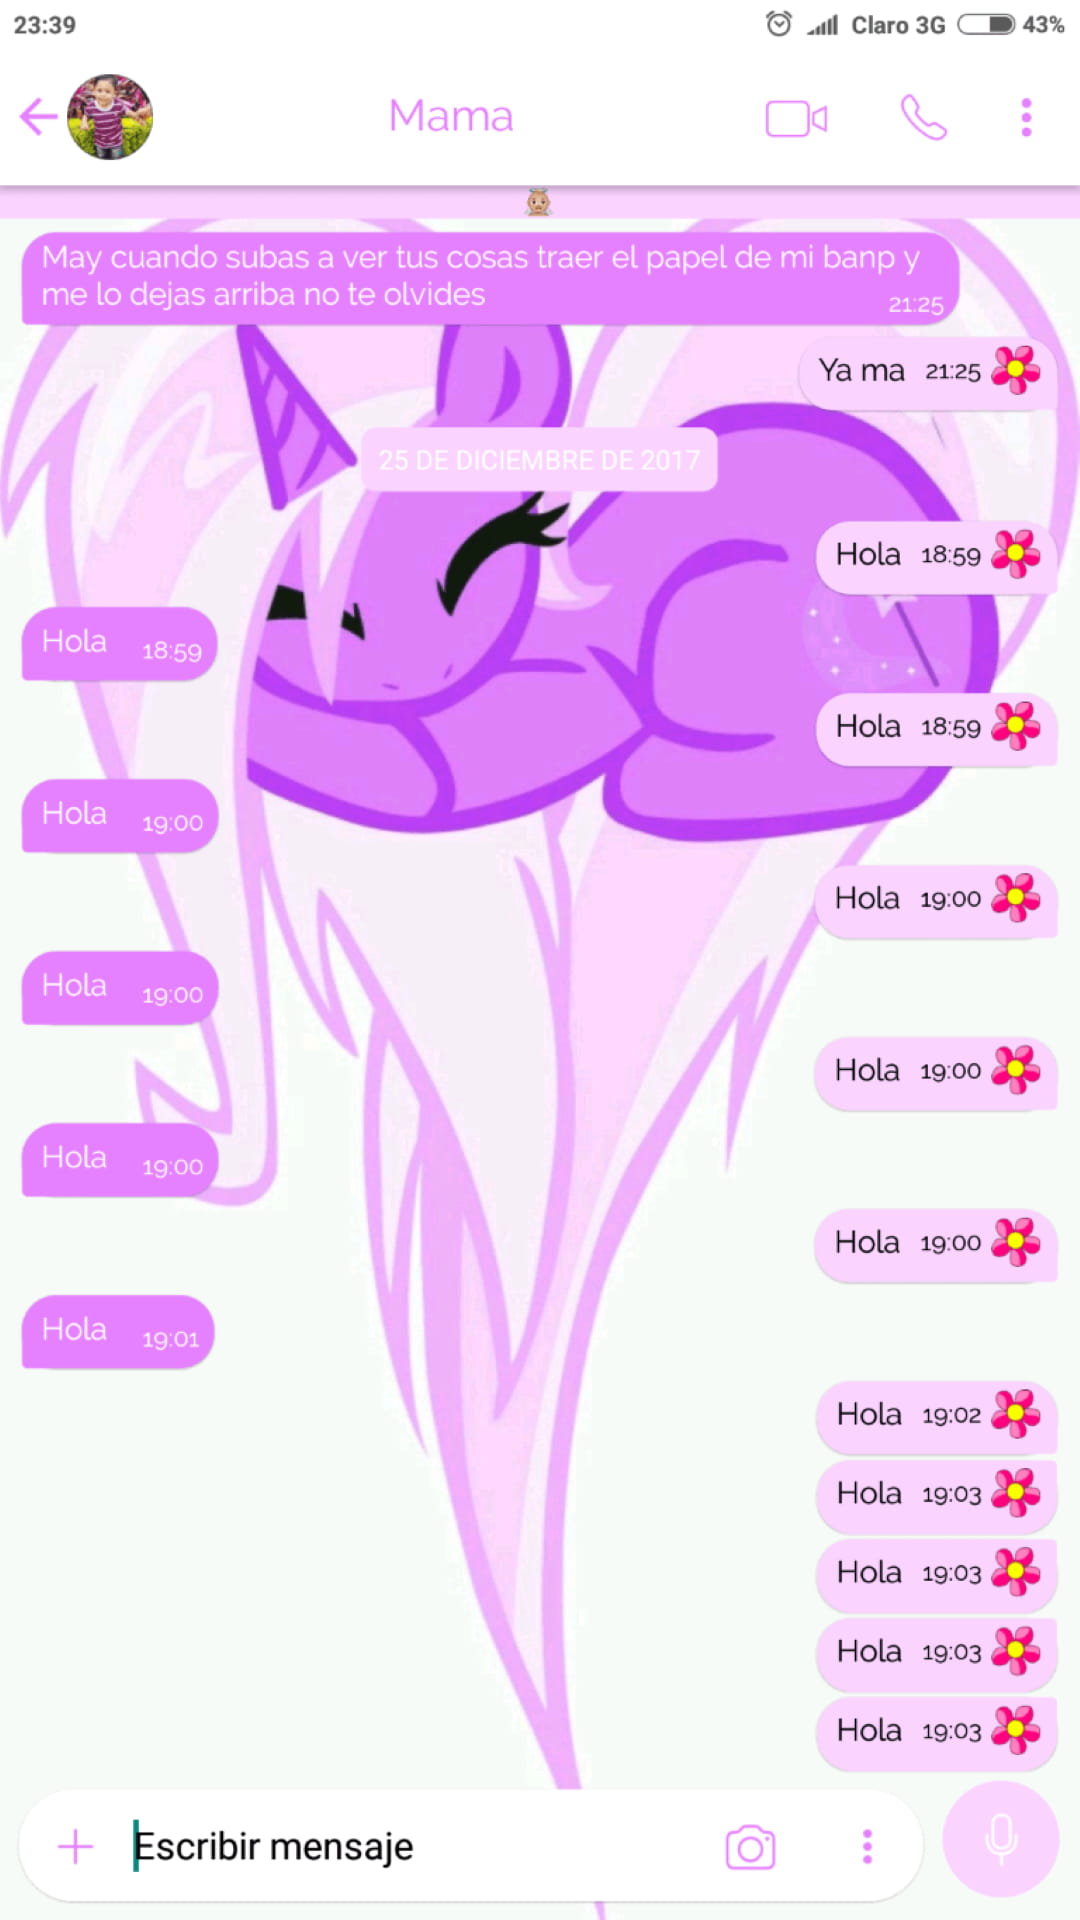 23:39
Claro 3G 43%
Mama
May cuando subas a ver tus cosas traer el papel de mi banp y
me lo dejas arriba no te olvides
21:25
Ya ma 21:25
25 DE DICIEMBRE DE 2017
Hola 18:59
Hola 18:59
Hola 18:59
Hola 19:00
Hola 19:00
Hola 19:00
Hola 19:00
Hola 19:00
Hola 19:00
Hola 19:01
Hola 19:02
Hola 19:03
Hola 19:03
Hola 19:03
Hola 19:03
Escribir mensaje